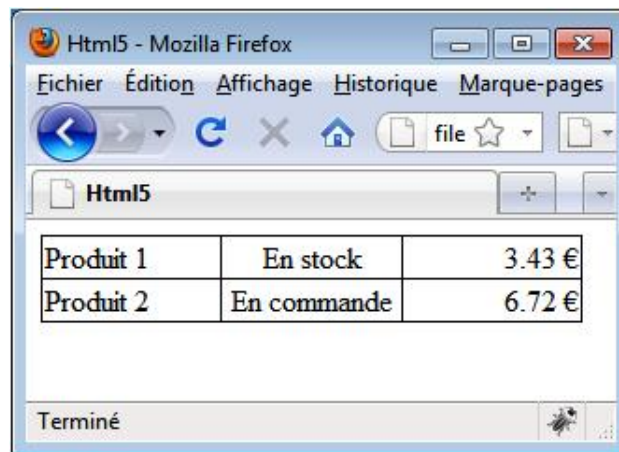 Html5 - Mozilla Firefox
Fichier Édition Affichage Historique Marque-pages
file
Html5
Produit 1 En stock 3.43 €
Produit 2 En commande 6.72 €
Terminé